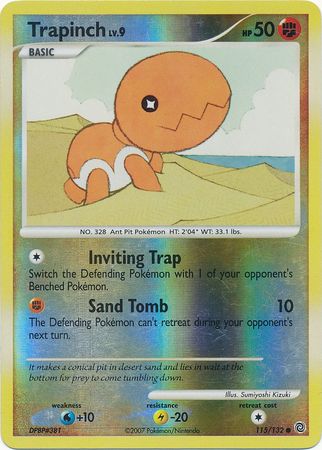 Trapinch LV.9 HP 50
BASIC
NO. 328 Ant Pit Pokémon HT: 2'04" WT: 33.1 lbs.
Inviting Trap
Switch the Defending Pokémon with 1 of your opponent's
Benched Pokémon.
Sand Tomb 10
The Defending Pokémon can't retreat during your opponent's
next turn.
It makes a conical pit in desert sand and lies in wait at the
bottom for prey to come tumbling down.
Illus. Sumiyoshi Kizuki
weakness resistance retreat cost
+10 -20
DPBP#381 ©2007 Pokémon/Nintendo 115/132